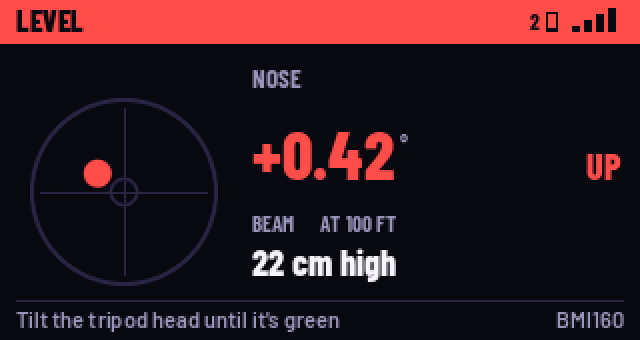 LEVEL 2
NOSE
+0.42°
UP
BEAM AT 100 FT
22 cm high
Tilt the tripod head until it's green BMI160